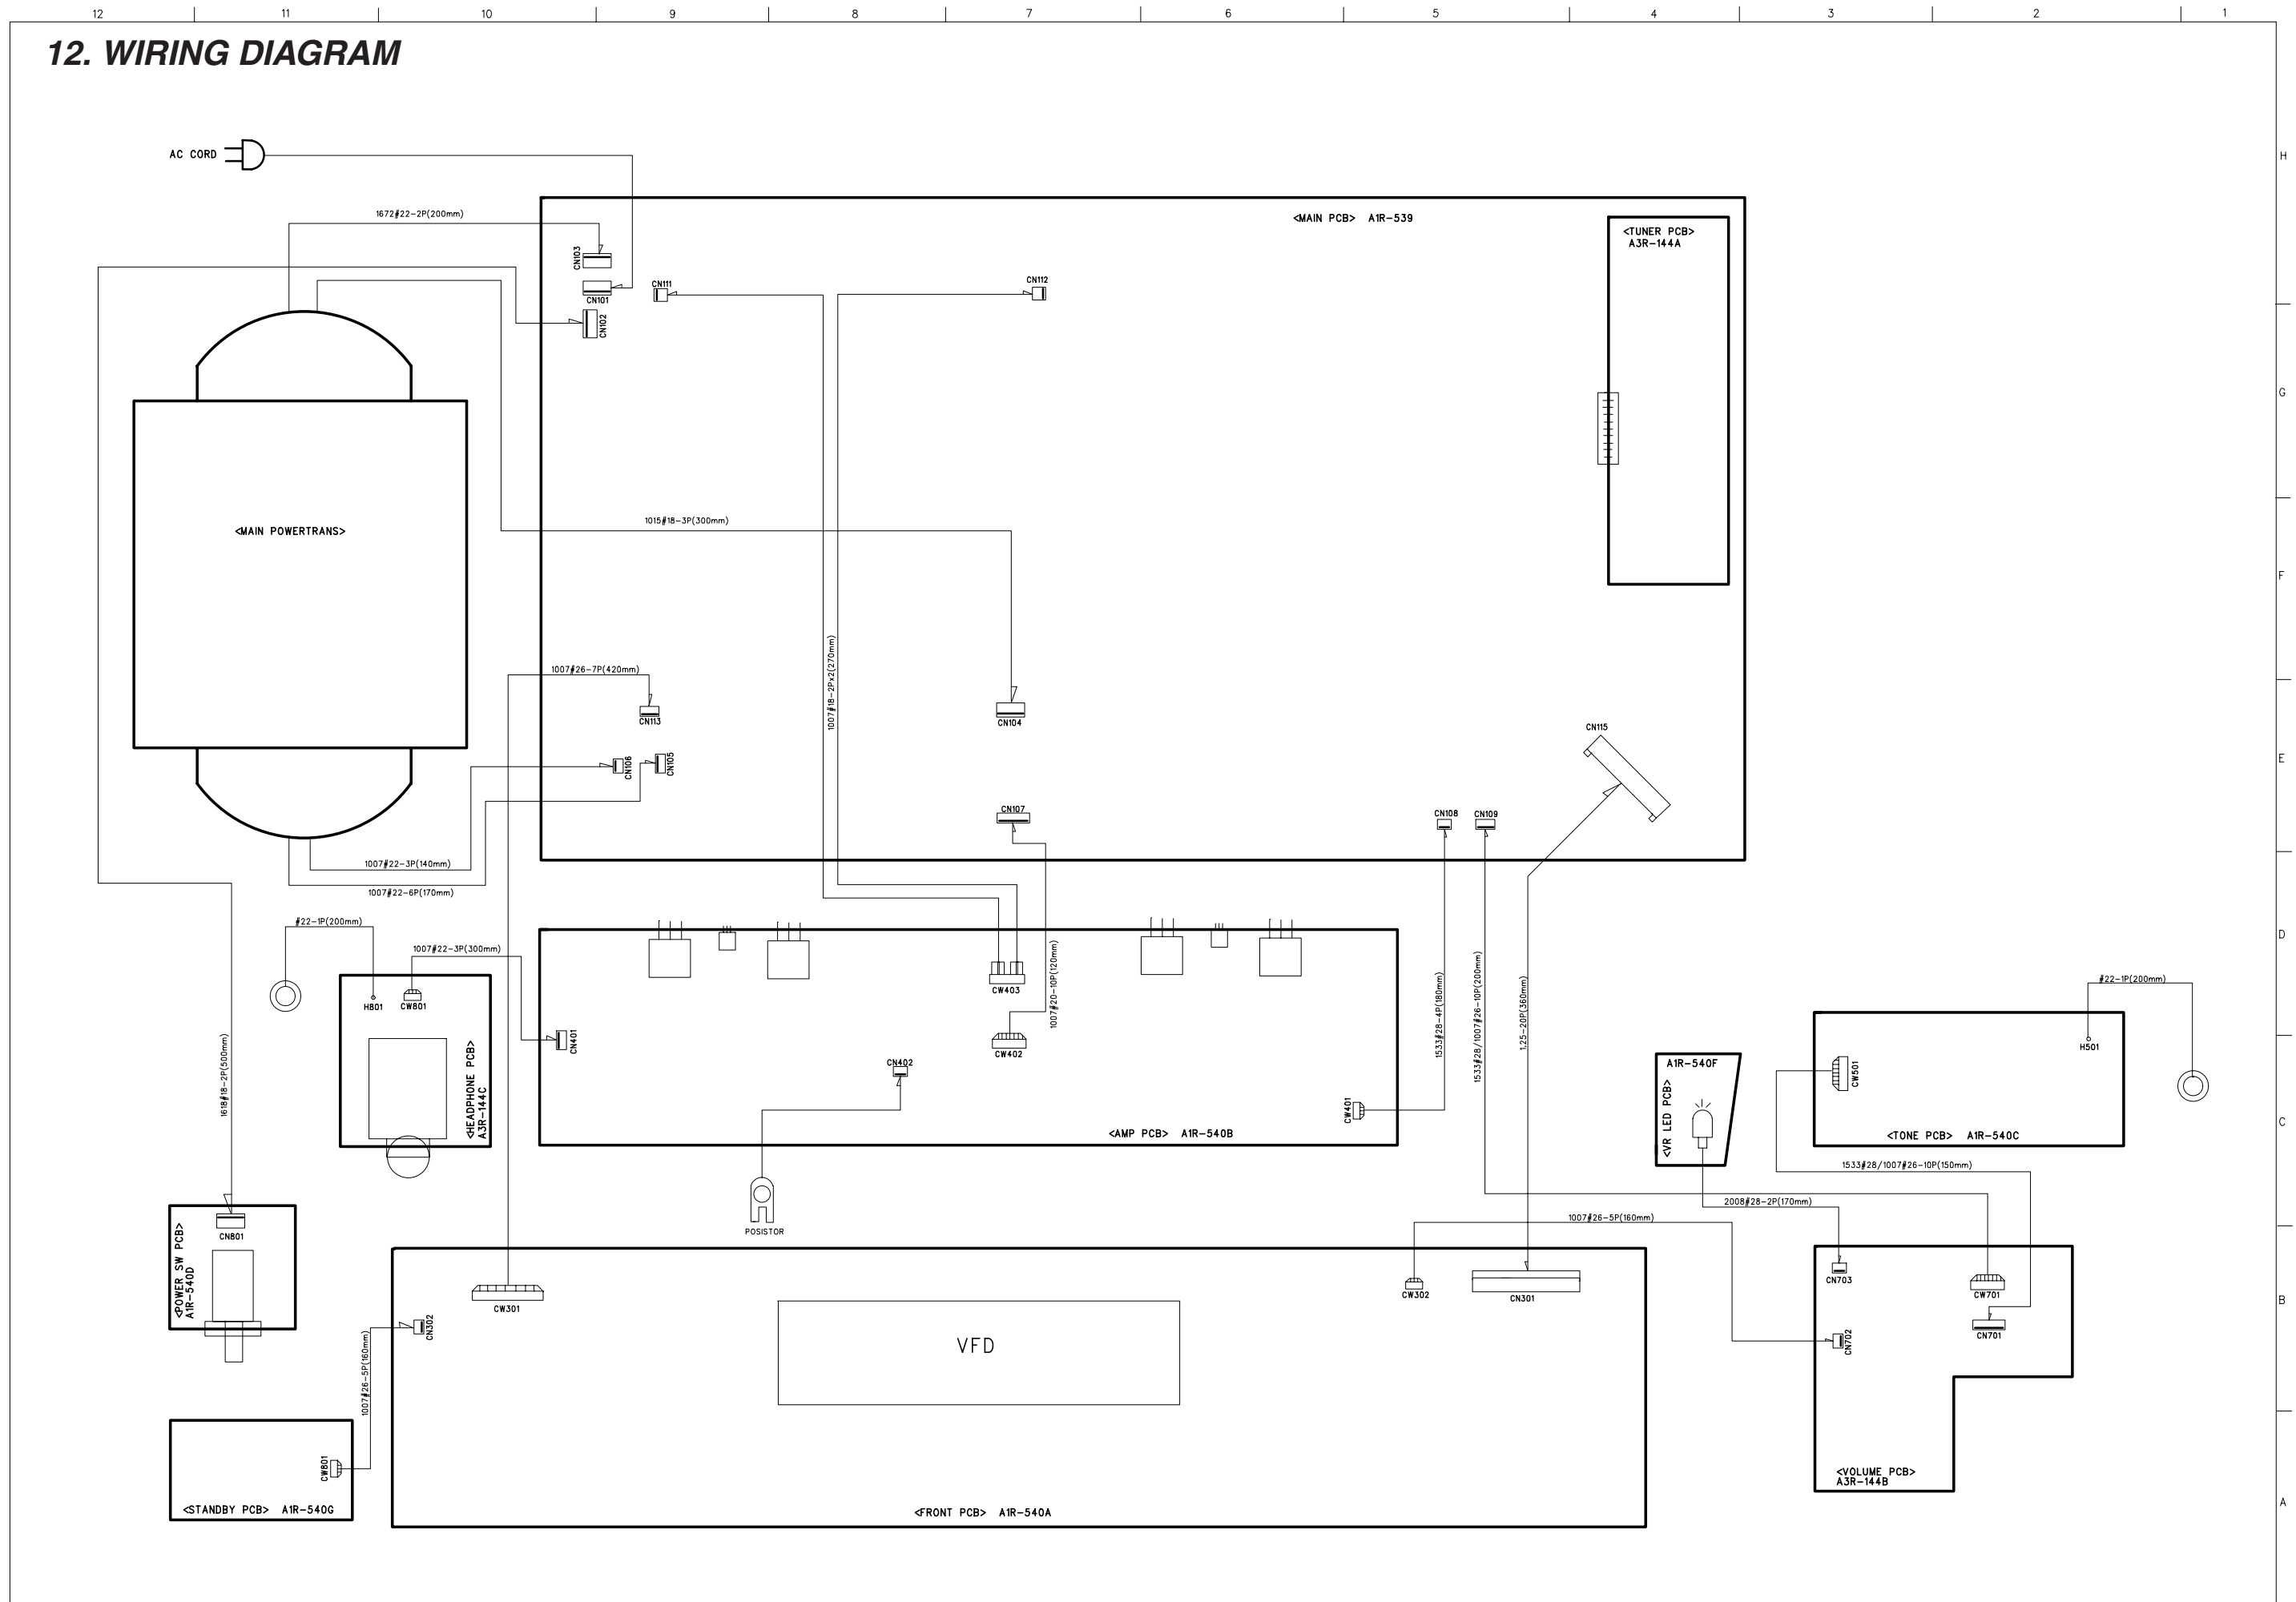 12 11 10 9 8 7 6 5 4 3 2 1
12. WIRING DIAGRAM
AC CORD
H
1672#22-2P(200mm)
<MAIN PCB> A1R-539
<TUNER PCB>
A3R-144A
CN103
CN101
CN102
CN111
CN112
G
1015#18-3P(300mm)
<MAIN POWERTRANS>
F
1007#26-7P(420mm)
1007#18-2Px2(270mm)
CN113
CN104
CN115
CN106
CN105
E
CN107
CN108
CN109
1007#22-3P(140mm)
1007#22-6P(170mm)
#22-1P(200mm)
1007#22-3P(300mm)
D
H801
CW801
CW403
1007#20-10P(120mm)
1533#28-4P(180mm)
1533#28/1007#26-10P(200mm)
1.25-20P(360mm)
#22-1P(200mm)
1618#18-2P(500mm)
<HEADPHONE PCB>
A3R-144C
CN401
CW402
CN402
CW401
<AMP PCB> A1R-540B
A1R-540F
<VR LED PCB>
CW501
H501
<TONE PCB> A1R-540C
C
1533#28/1007#26-10P(150mm)
2008#28-2P(170mm)
1007#26-5P(160mm)
POSISTOR
<POWER SW PCB>
A1R-540D
CN801
CW301
CN302
VFD
CW302
CN301
CN703
CW701
CN701
CN702
B
1007#26-5P(160mm)
CW801
<STANDBY PCB> A1R-540G
<FRONT PCB> A1R-540A
<VOLUME PCB>
A3R-144B
A